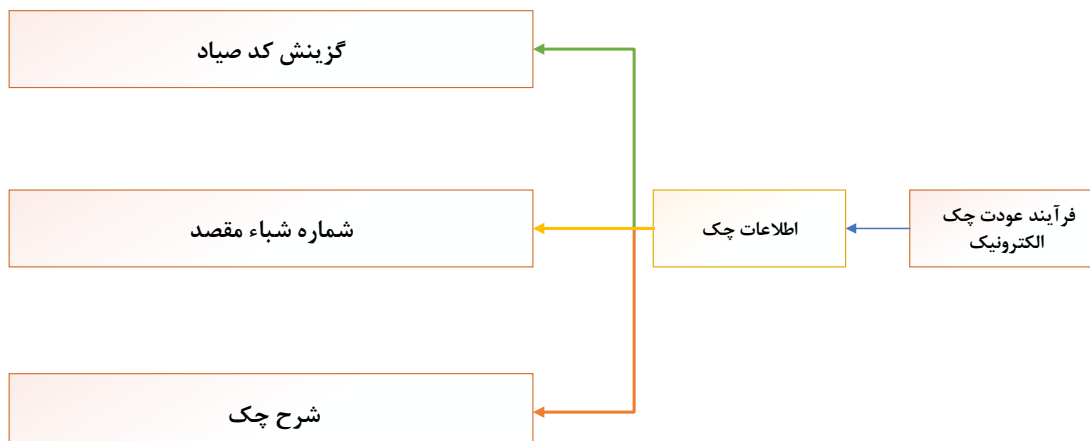 فرآیند عودت چک
الکترونیک
اطلاعات چک
گزینش کد صیاد
شماره شباء مقصد
شرح چک